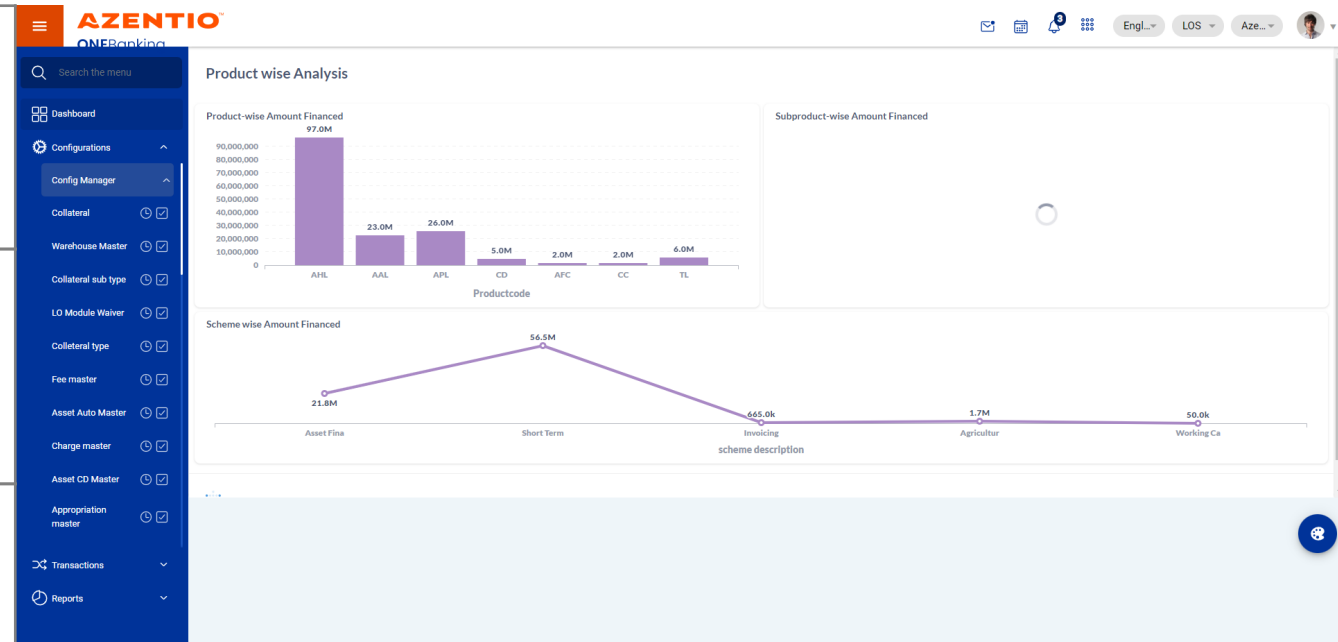 AZENTIO
ONEBanking
3
Engl...
LOS
Aze...
Search the menu
Dashboard
Configurations
Config Manager
Collateral
Warehouse Master
Collateral sub type
LO Module Waiver
Colleteral type
Fee master
Asset Auto Master
Charge master
Asset CD Master
Appropriation
master
Transactions
Reports
Product wise Analysis
Product-wise Amount Financed
97.0M
90,000,000
80,000,000
70,000,000
60,000,000
50,000,000
40,000,000
30,000,000
20,000,000
10,000,000
0
23.0M
26.0M
5.0M
2.0M
2.0M
6.0M
AHL
AAL
APL
CD
AFC
CC
TL
Productcode
Subproduct-wise Amount Financed
Scheme wise Amount Financed
56.5M
21.8M
665.0k
1.7M
50.0k
Asset Fina
Short Term
Invoicing
Agricultur
Working Ca
scheme description